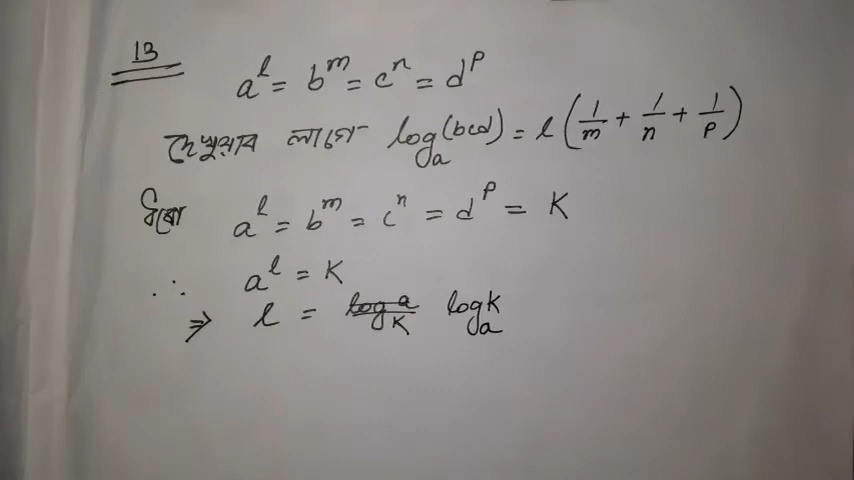 13
a^l = b^m = c^n = d^p
দেখুৱাব লাগে- log_a(bcd) = l(1/m + 1/n + 1/p)
ধৰো a^l = b^m = c^n = d^p = K
∴ a^l = K
⇒ l = log_a K